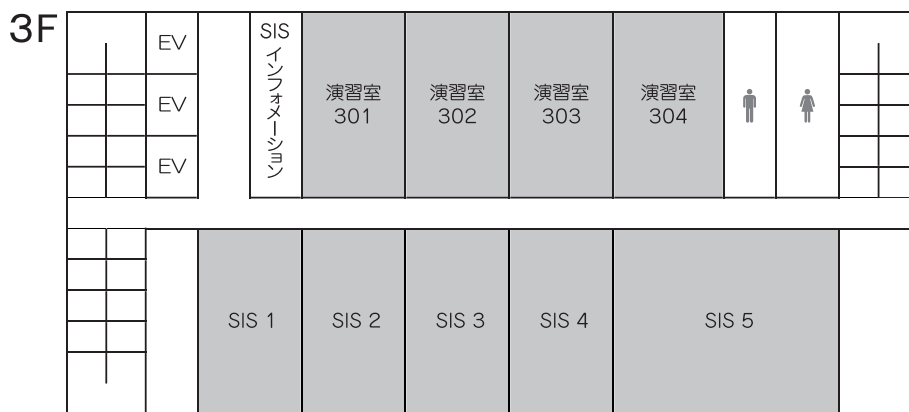 3F
EV
EV
EV
SIS
インフォメーション
演習室
301
演習室
302
演習室
303
演習室
304
SIS 1
SIS 2
SIS 3
SIS 4
SIS 5